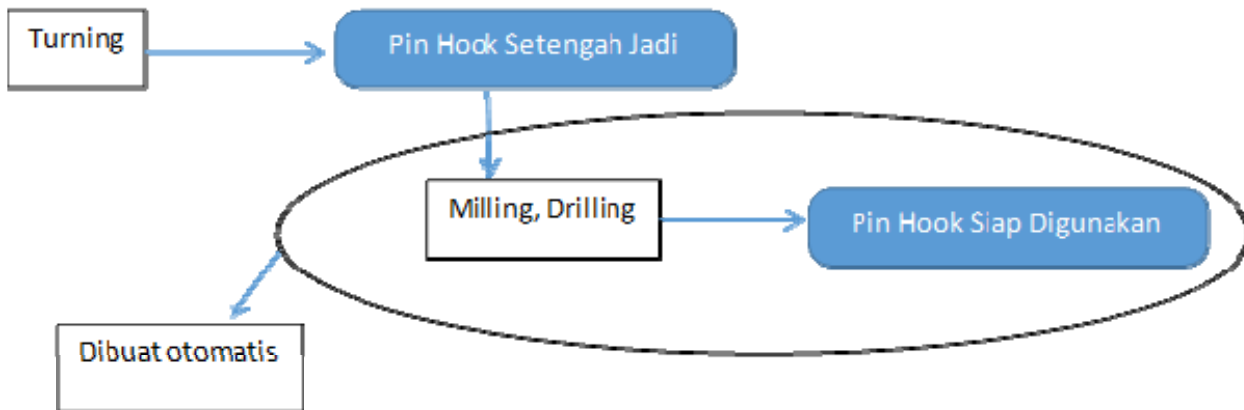 Turning
Pin Hook Setengah Jadi
Milling, Drilling
Pin Hook Siap Digunakan
Dibuat otomatis